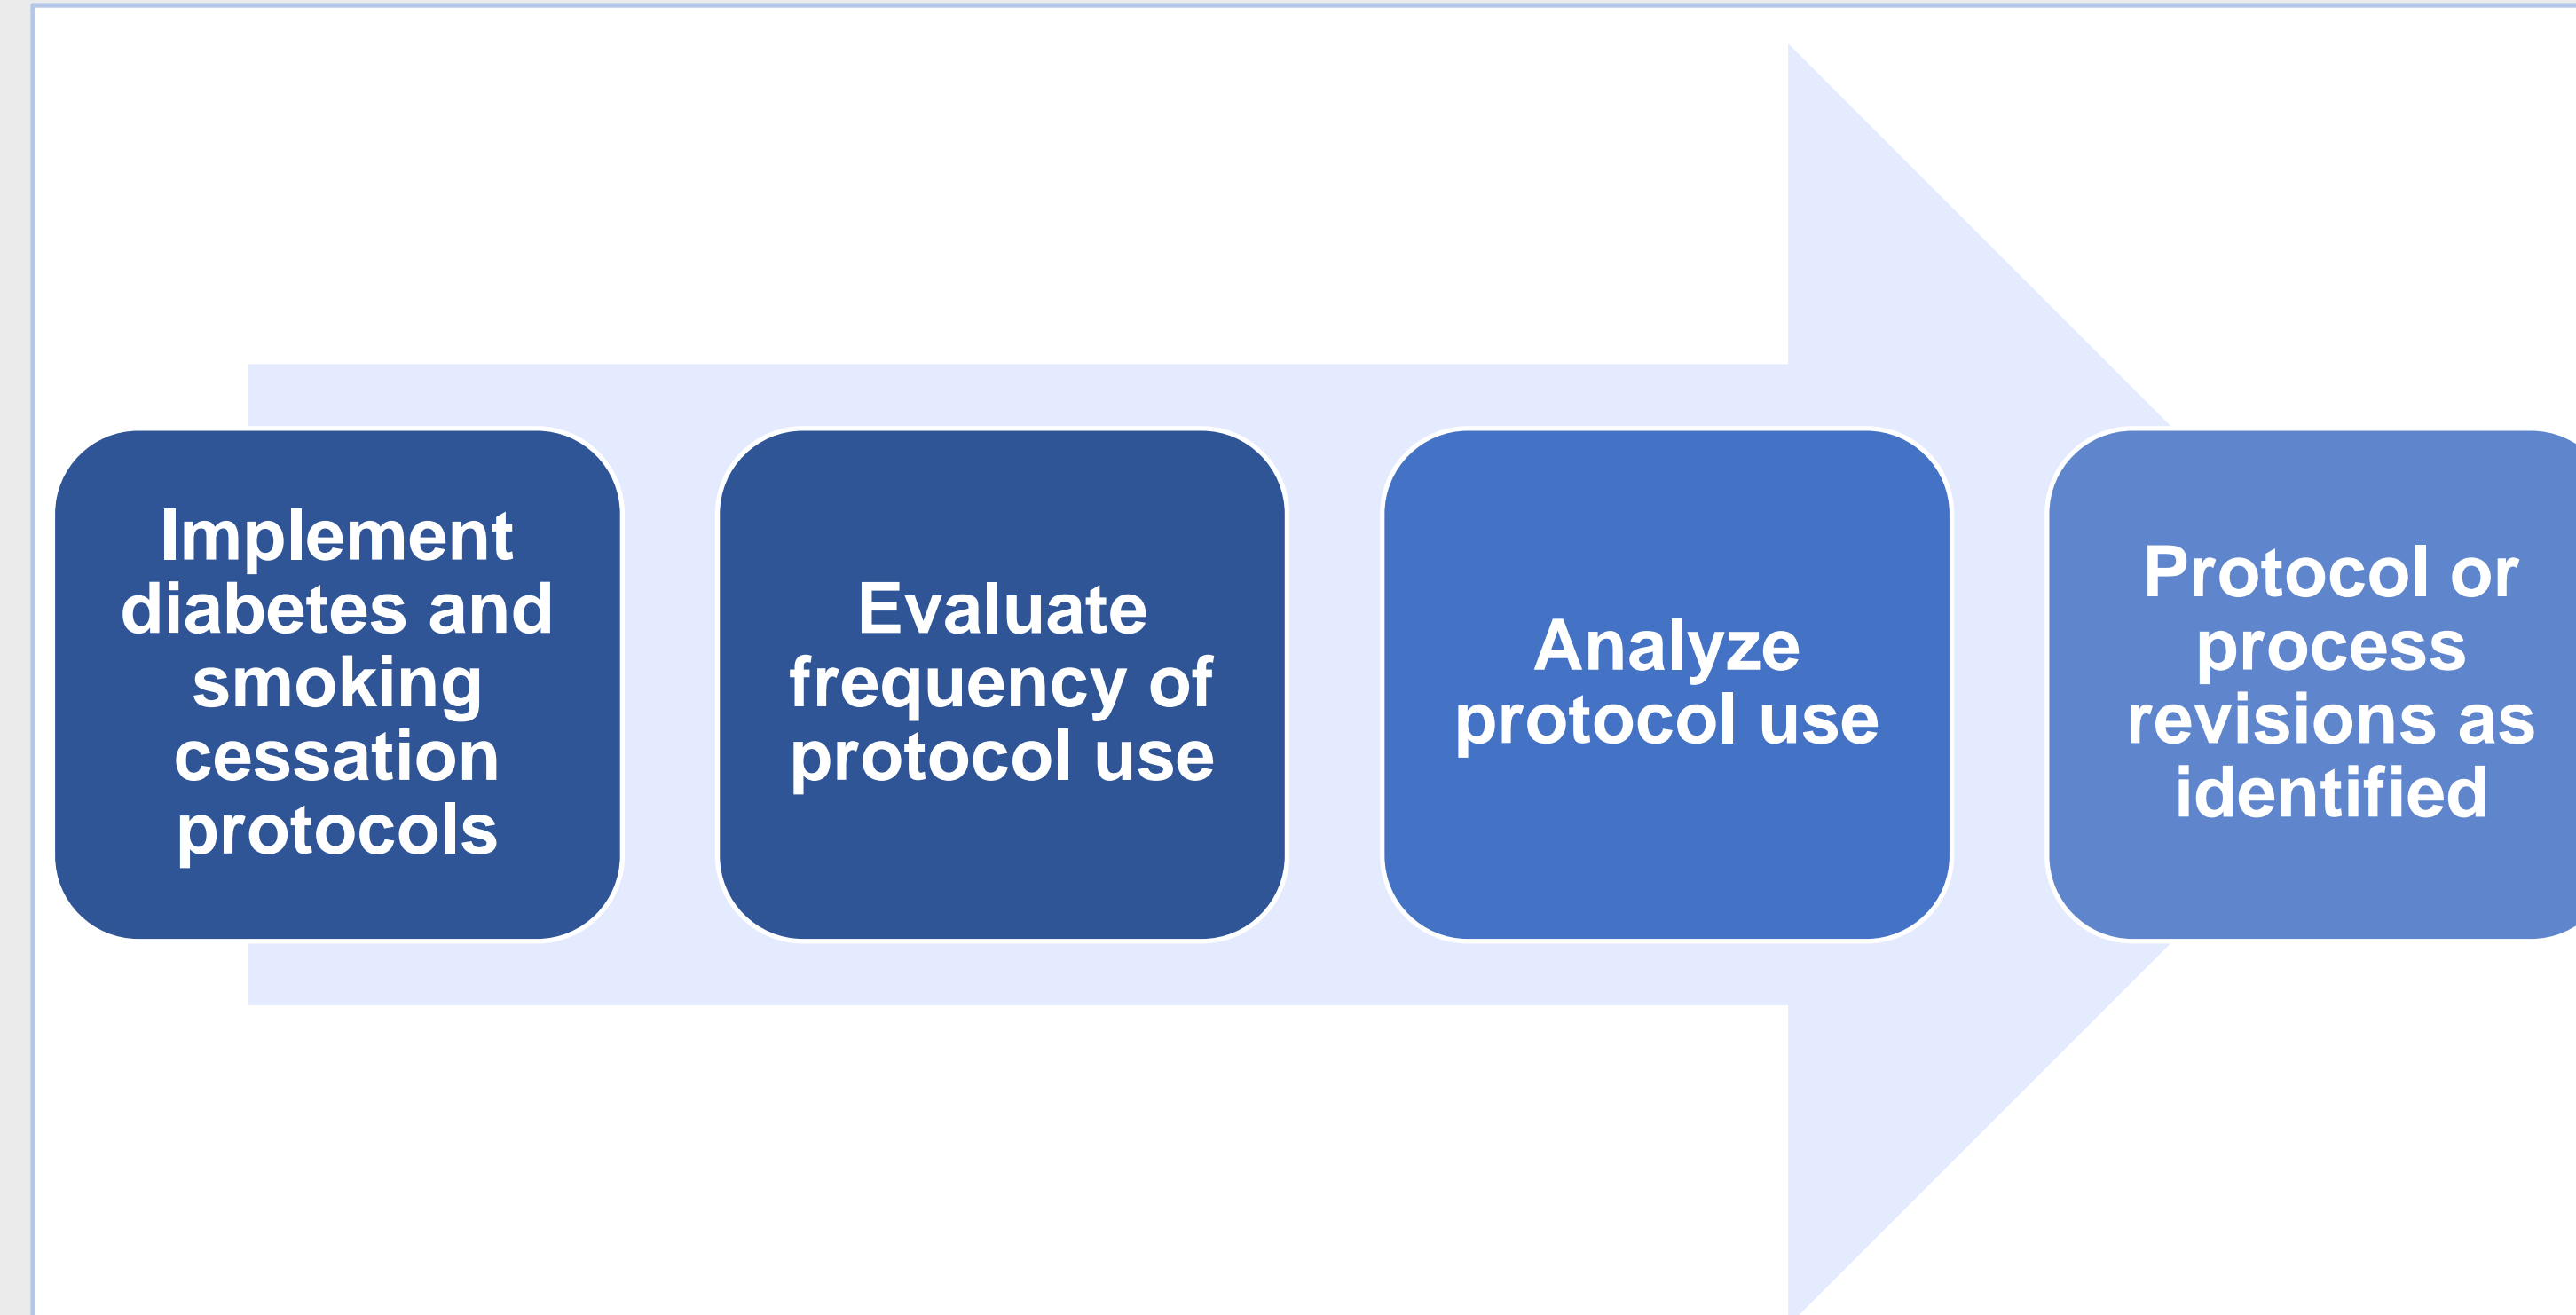 Implement
diabetes and
smoking
cessation
protocols
Evaluate
frequency of
protocol use
Analyze
protocol use
Protocol or
process
revisions as
identified